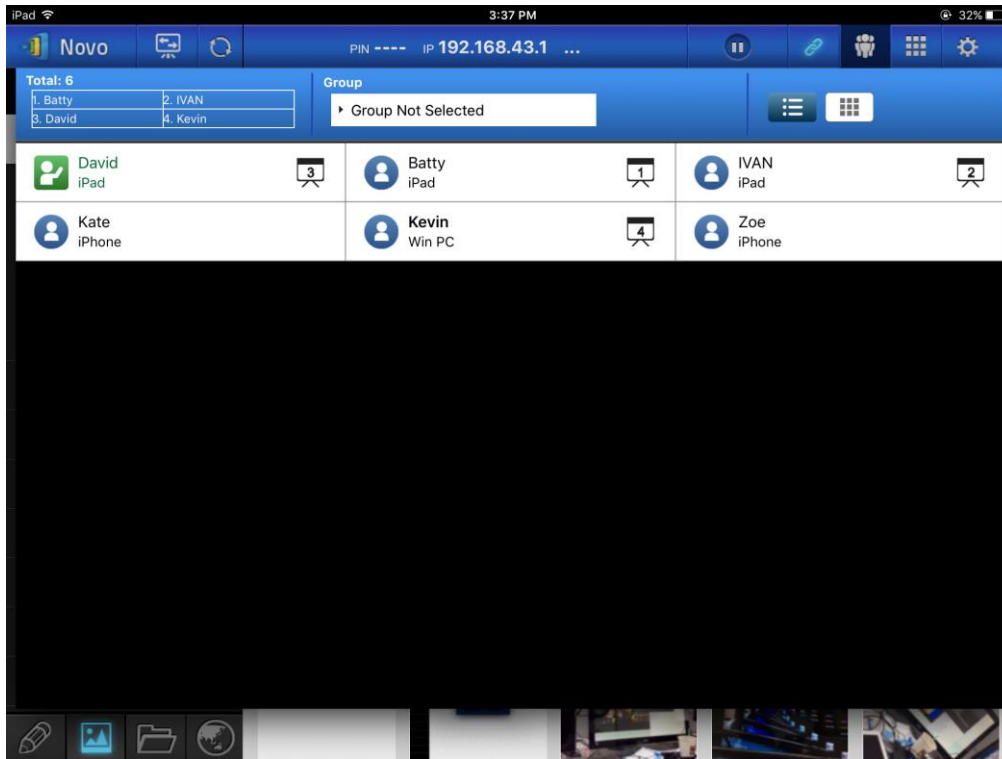 iPad 3:37 PM 32%
Novo PIN ---- IP 192.168.43.1 ...
Total: 6
1. Batty 2. IVAN
3. David 4. Kevin
Group
Group Not Selected
David
iPad
3
Batty
iPad
1
IVAN
iPad
2
Kate
iPhone
Kevin
Win PC
4
Zoe
iPhone